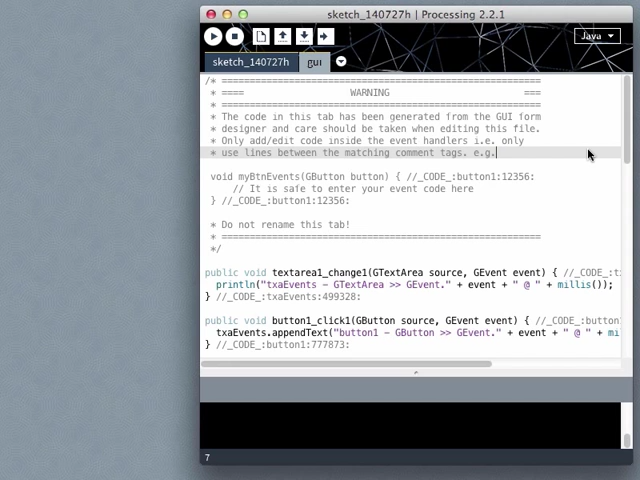 sketch_140727h | Processing 2.2.1
Java
sketch_140727h
gui
/* =====================================================
* ==== WARNING ===
* =====================================================
* The code in this tab has been generated from the GUI form
* designer and care should be taken when editing this file.
* Only add/edit code inside the event handlers i.e. only
* use lines between the matching comment tags. e.g.
void myBtnEvents(GButton button) { //_CODE_:button1:12356:
// It is safe to enter your event code here
} //_CODE_:button1:12356:
* Do not rename this tab!
* =====================================================
*/
public void textarea1_change1(GTextArea source, GEvent event) { //_CODE_:t
println("txaEvents - GTextArea >> GEvent." + event + " @ " + millis());
} //_CODE_:txaEvents:499328:
public void button1_click1(GButton source, GEvent event) { //_CODE_:button
txaEvents.appendText("button1 - GButton >> GEvent." + event + " @ " + mi
} //_CODE_:button1:777873:
7